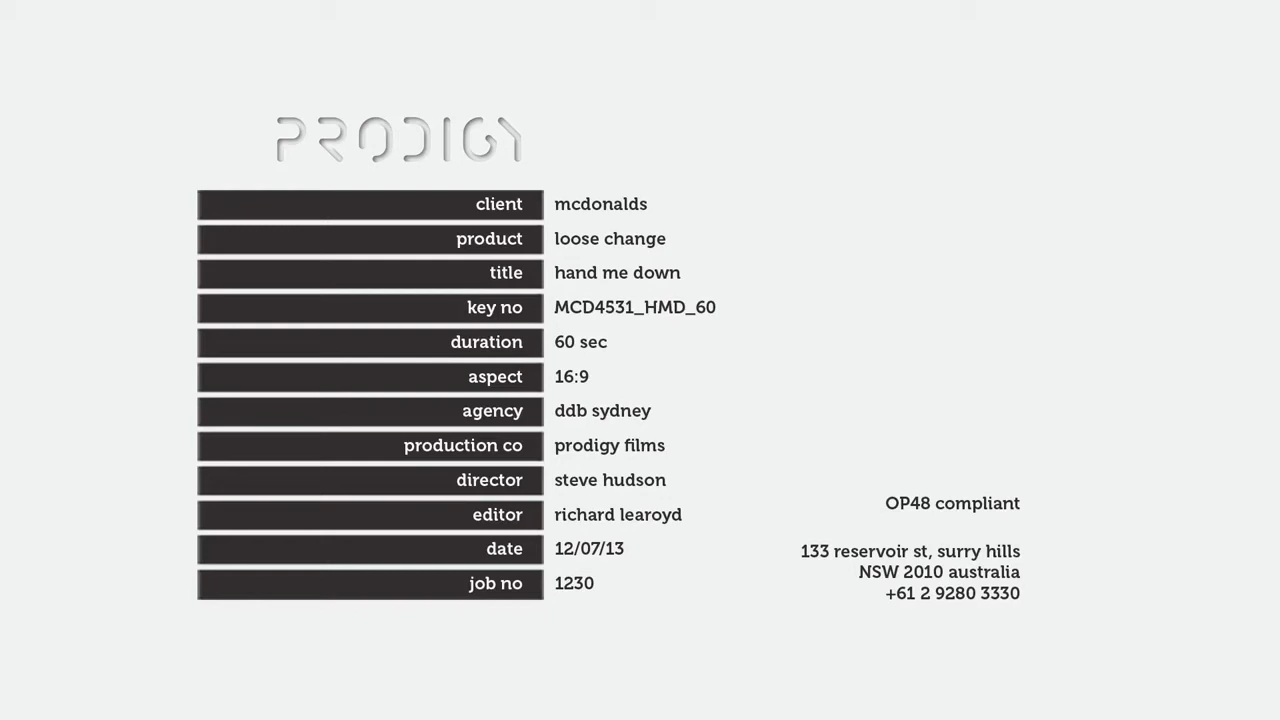 PRODIGY
client mcdonalds
product loose change
title hand me down
key no MCD4531_HMD_60
duration 60 sec
aspect 16:9
agency ddb sydney
production co prodigy films
director steve hudson
editor richard learoyd
date 12/07/13
job no 1230
OP48 compliant
133 reservoir st, surry hills
NSW 2010 australia
+61 2 9280 3330